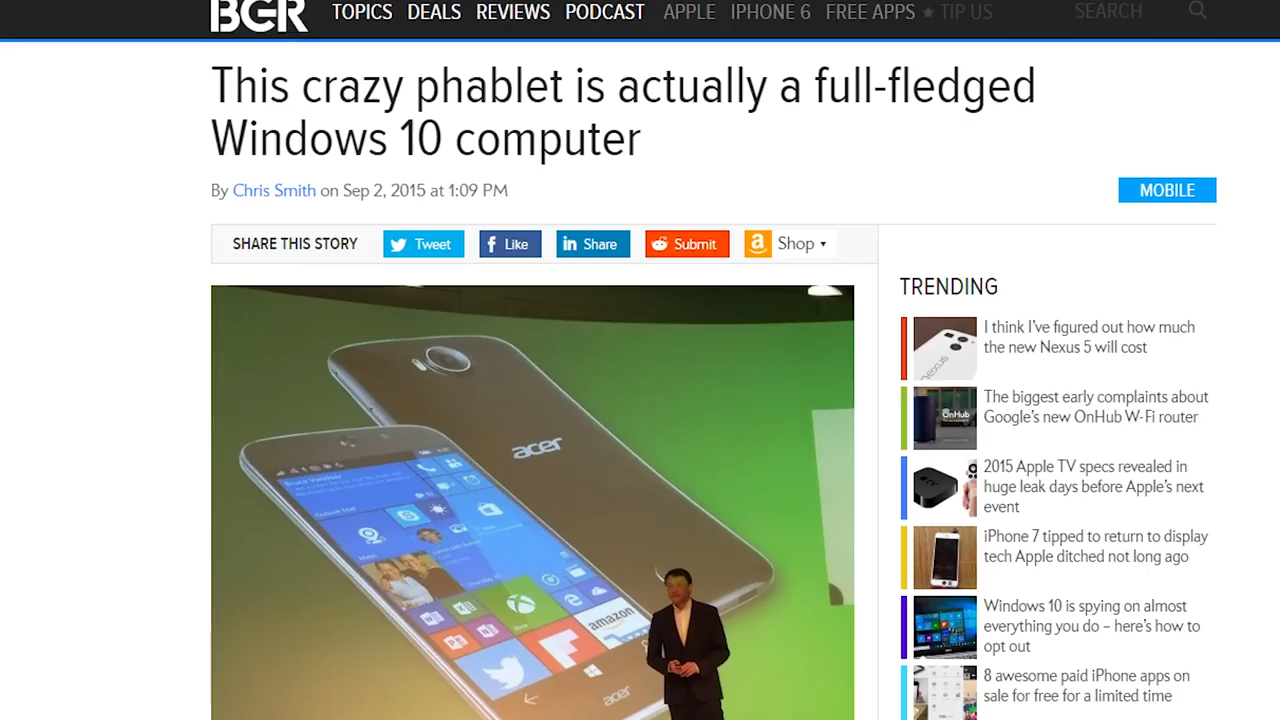 BGR
TOPICS DEALS REVIEWS PODCAST APPLE IPHONE 6 FREE APPS ★ TIP US SEARCH
This crazy phablet is actually a full-fledged
Windows 10 computer
By Chris Smith on Sep 2, 2015 at 1:09 PM
MOBILE
SHARE THIS STORY Tweet Like Share Submit Shop
TRENDING
I think I've figured out how much
the new Nexus 5 will cost
nexus
The biggest early complaints about
Google's new OnHub W-Fi router
OnHub
2015 Apple TV specs revealed in
huge leak days before Apple's next
event
tv
iPhone 7 tipped to return to display
tech Apple ditched not long ago
Windows 10 is spying on almost
everything you do – here's how to
opt out
8 awesome paid iPhone apps on
sale for free for a limited time
acer
Outlook Mail
Maps
amazon
acer